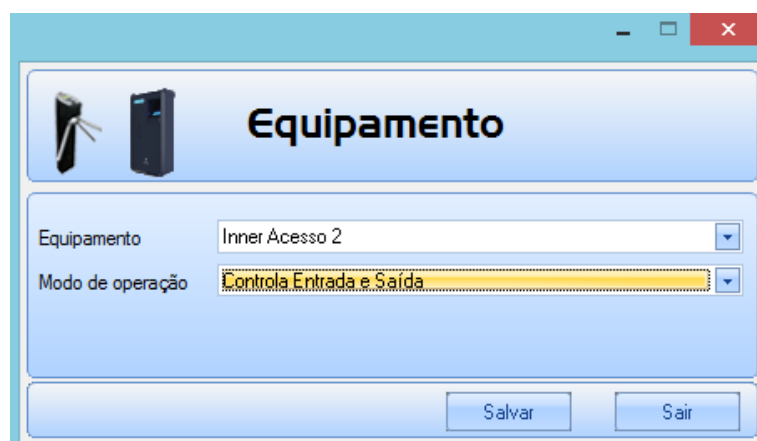 Equipamento
Equipamento Inner Acesso 2
Modo de operação Controla Entrada e Saída
Salvar Sair